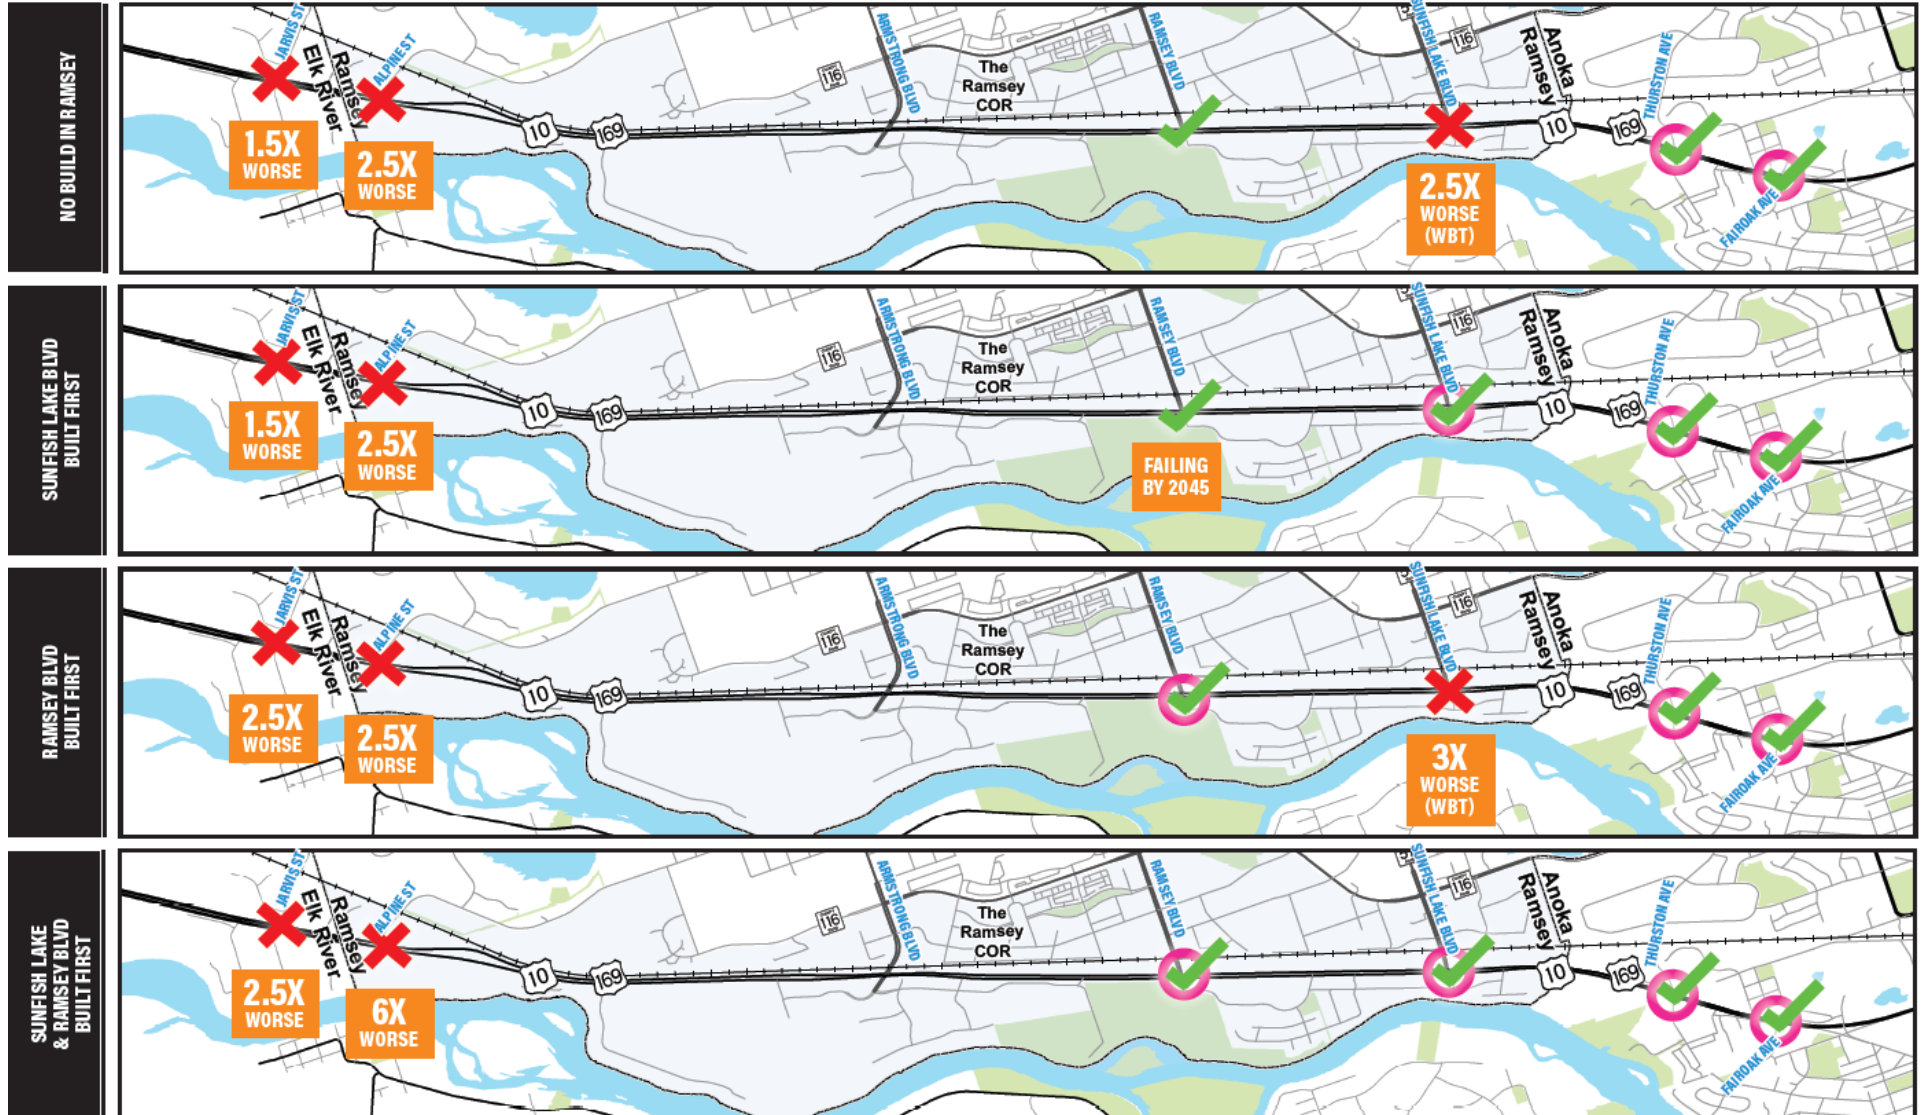 NO BUILD IN RAMSEY
JARVIS ST
Elk River
Ramsey
ALPINE ST
1.5X
WORSE
2.5X
WORSE
10
169
116
ARMSTRONG BLVD
The
Ramsey
COR
RAMSEY BLVD
SUNFISH LAKE BLVD
116
2.5X
WORSE
(WBT)
Anoka
Ramsey
10
169
THURSTON AVE
FAIROAK AVE
SUNFISH LAKE BLVD
BUILT FIRST
JARVIS ST
Elk River
Ramsey
ALPINE ST
1.5X
WORSE
2.5X
WORSE
10
169
116
ARMSTRONG BLVD
The
Ramsey
COR
RAMSEY BLVD
FAILING
BY 2045
SUNFISH LAKE BLVD
116
Anoka
Ramsey
10
169
THURSTON AVE
FAIROAK AVE
RAMSEY BLVD
BUILT FIRST
JARVIS ST
Elk River
Ramsey
ALPINE ST
2.5X
WORSE
2.5X
WORSE
10
169
116
ARMSTRONG BLVD
The
Ramsey
COR
RAMSEY BLVD
SUNFISH LAKE BLVD
116
3X
WORSE
(WBT)
Anoka
Ramsey
10
169
THURSTON AVE
FAIROAK AVE
SUNFISH LAKE
& RAMSEY BLVD
BUILT FIRST
JARVIS ST
Elk River
Ramsey
ALPINE ST
2.5X
WORSE
6X
WORSE
10
169
116
ARMSTRONG BLVD
The
Ramsey
COR
RAMSEY BLVD
SUNFISH LAKE BLVD
116
Anoka
Ramsey
10
169
THURSTON AVE
FAIROAK AVE